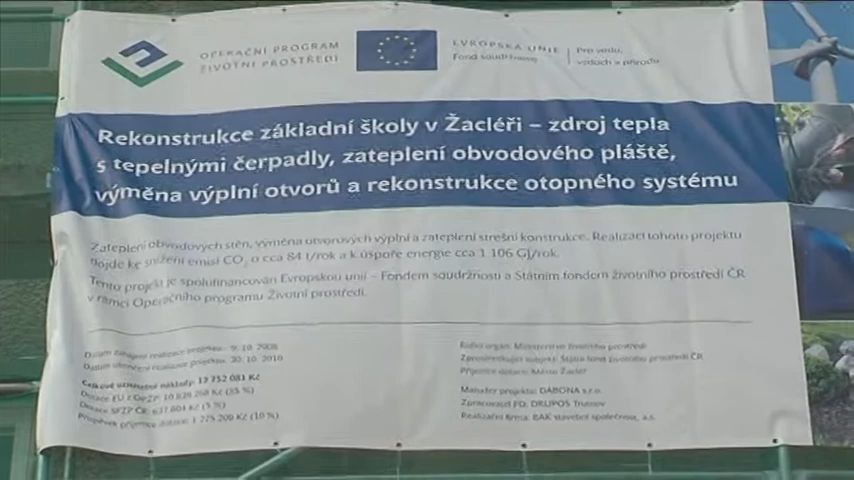 OPERAČNÍ PROGRAM
ŽIVOTNÍ PROSTŘEDÍ
EVROPSKÁ UNIE
Fond soudržnosti
Pro vodu,
vzduch a přírodu
Rekonstrukce základní školy v Žacléři – zdroj tepla
s tepelnými čerpadly, zateplení obvodového pláště,
výměna výplní otvorů a rekonstrukce otopného systému
Zateplení obvodových stěn, výměna otvorových výplní a zateplení střešní konstrukce. Realizací tohoto projektu
dojde ke snížení emisí CO2 o cca 84 t/rok a k úspoře energie cca 1 106 GJ/rok.
Tento projekt je spolufinancován Evropskou unií – Fondem soudržnosti a Státním fondem životního prostředí ČR
v rámci Operačního programu Životní prostředí.
Datum zahájení realizace projektu: 9. 10. 2008
Datum ukončení realizace projektu: 30. 10. 2010
Celkové uznatelné náklady: 12 752 081 Kč
Dotace EU z OPŽP: 10 839 268 Kč (85 %)
Dotace SFŽP ČR: 637 604 Kč (5 %)
Příspěvek příjemce dotace: 1 275 209 Kč (10 %)
Řídící orgán: Ministerstvo životního prostředí
Zprostředkující subjekt: Státní fond životního prostředí ČR
Příjemce dotace: Město Žacléř
Manažer projektu: DABONA s.r.o.
Zpracovatel PD: DRUPOS Trutnov
Realizační firma: BAK stavební společnost, a.s.